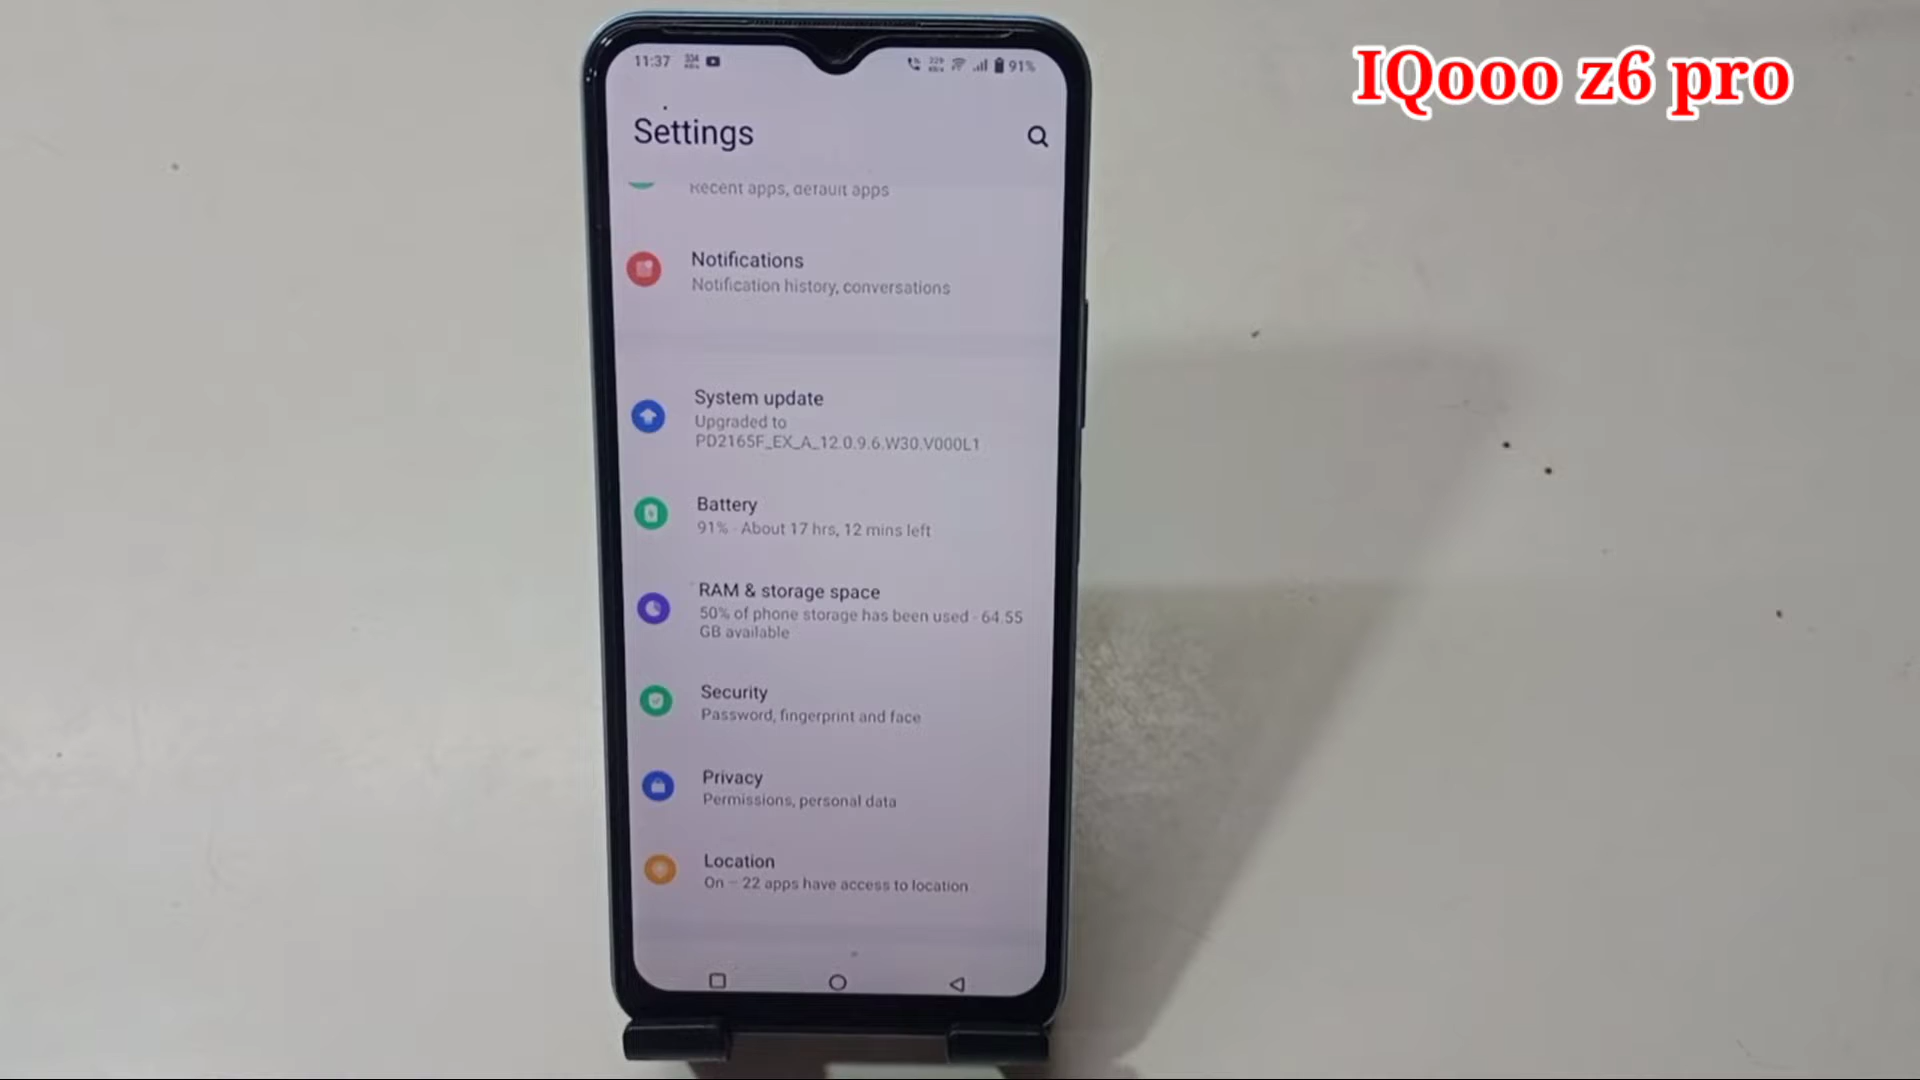 IQooo z6 pro
11:37
91%
Settings
Recent apps, default apps
Notifications
Notification history, conversations
System update
Upgraded to
PD2165F_EX_A_12.0.9.6.W30.V000L1
Battery
91% · About 17 hrs, 12 mins left
RAM & storage space
50% of phone storage has been used · 64.55
GB available
Security
Password, fingerprint and face
Privacy
Permissions, personal data
Location
On – 22 apps have access to location